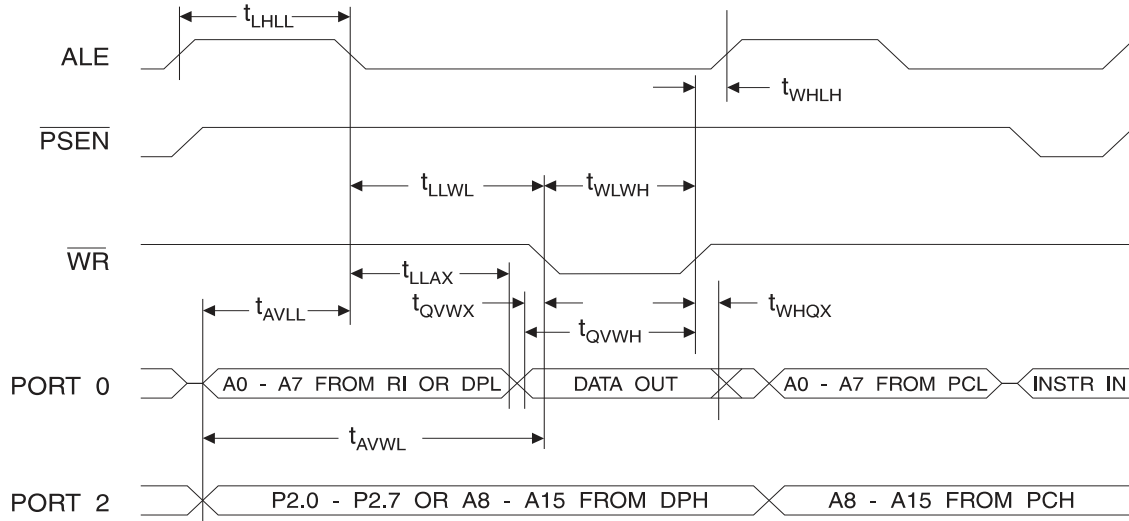 tLHLL
ALE
tWHLH
PSEN
tLLWL
tWLWH
WR
tLLAX
tAVLL
tQVWX
tWHQX
tQVWH
PORT 0
A0 - A7 FROM RI OR DPL
DATA OUT
A0 - A7 FROM PCL
INSTR IN
tAVWL
PORT 2
P2.0 - P2.7 OR A8 - A15 FROM DPH
A8 - A15 FROM PCH